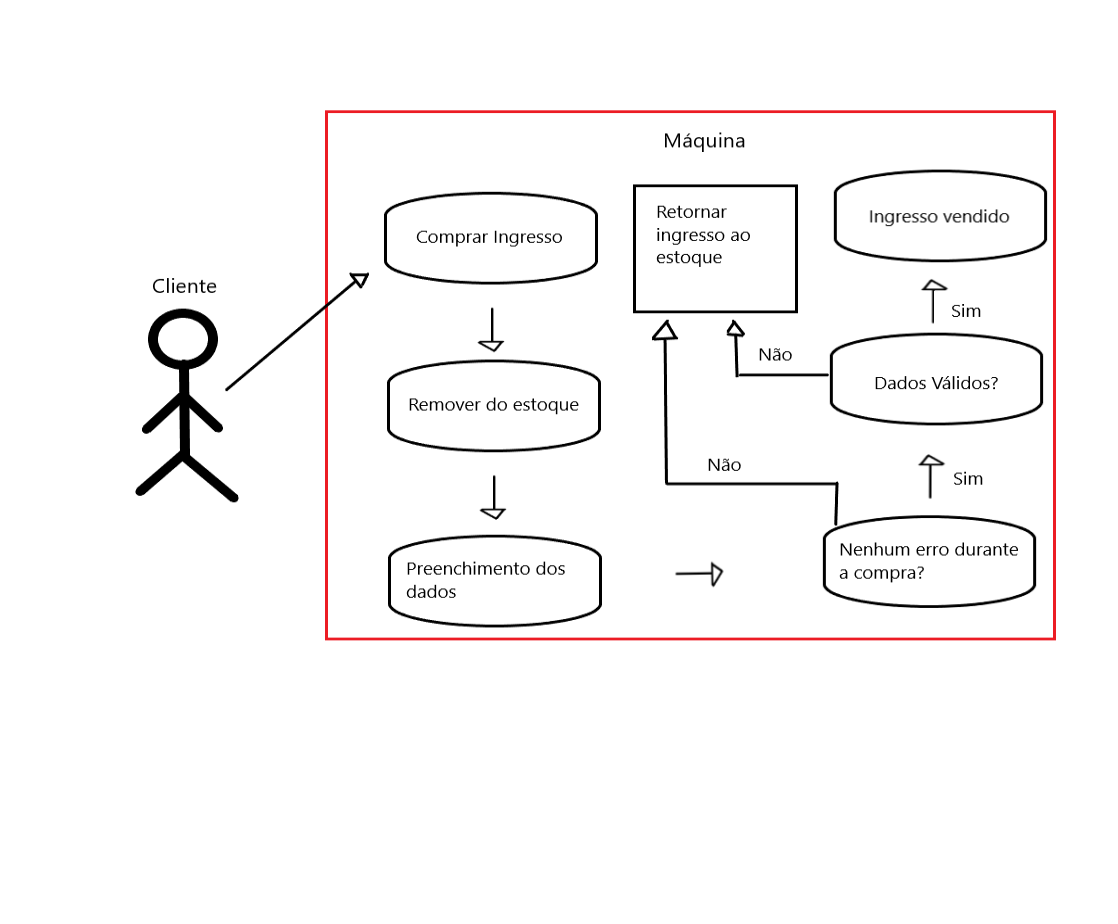 Máquina
Cliente
Comprar Ingresso
Remover do estoque
Preenchimento dos
dados
Nenhum erro durante
a compra?
Não
Sim
Dados Válidos?
Não
Sim
Retornar
ingresso ao
estoque
Ingresso vendido